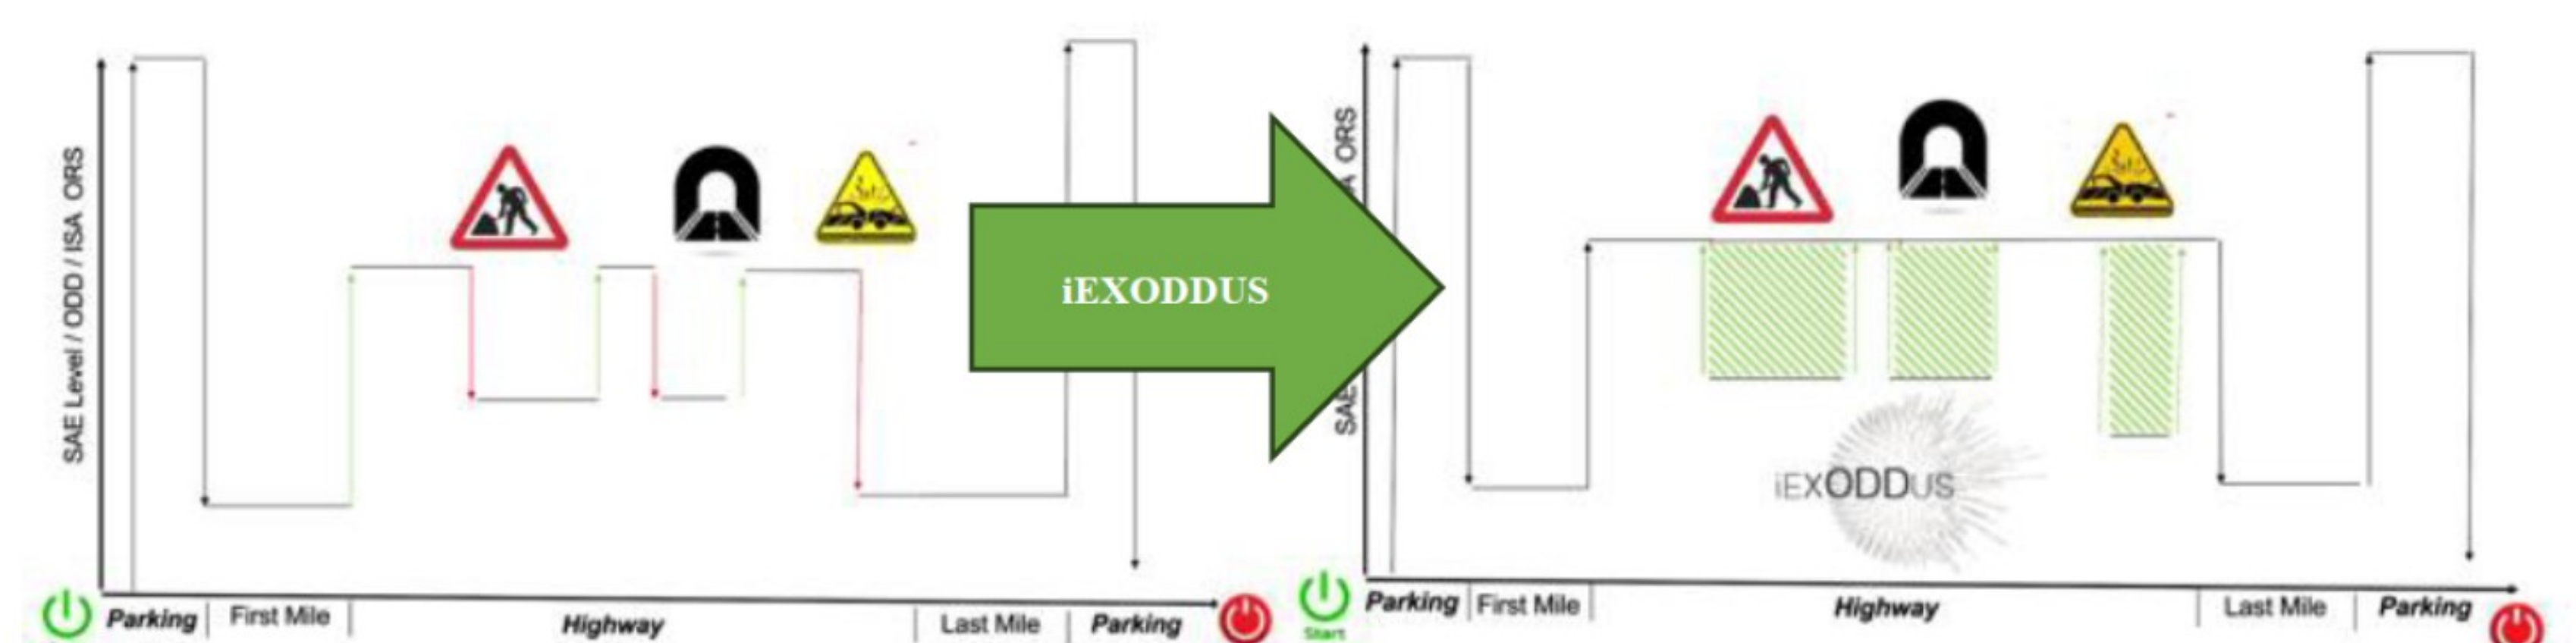 SAE Level / ODD / ISA ORS
Parking
First Mile
Highway
Last Mile
Parking
iEXODDUS
SAE
ORS
iEXODDUS
Start
Parking
First Mile
Highway
Last Mile
Parking